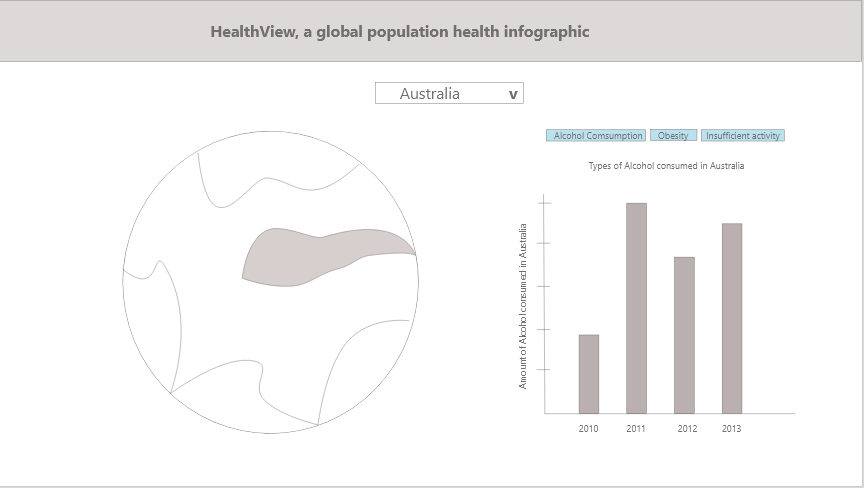 HealthView, a global population health infographic
Australia v
Alcohol Comsumption Obesity Insufficient activity
Types of Alcohol consumed in Australia
Amount of Alcohol consumed in Australia
2010 2011 2012 2013